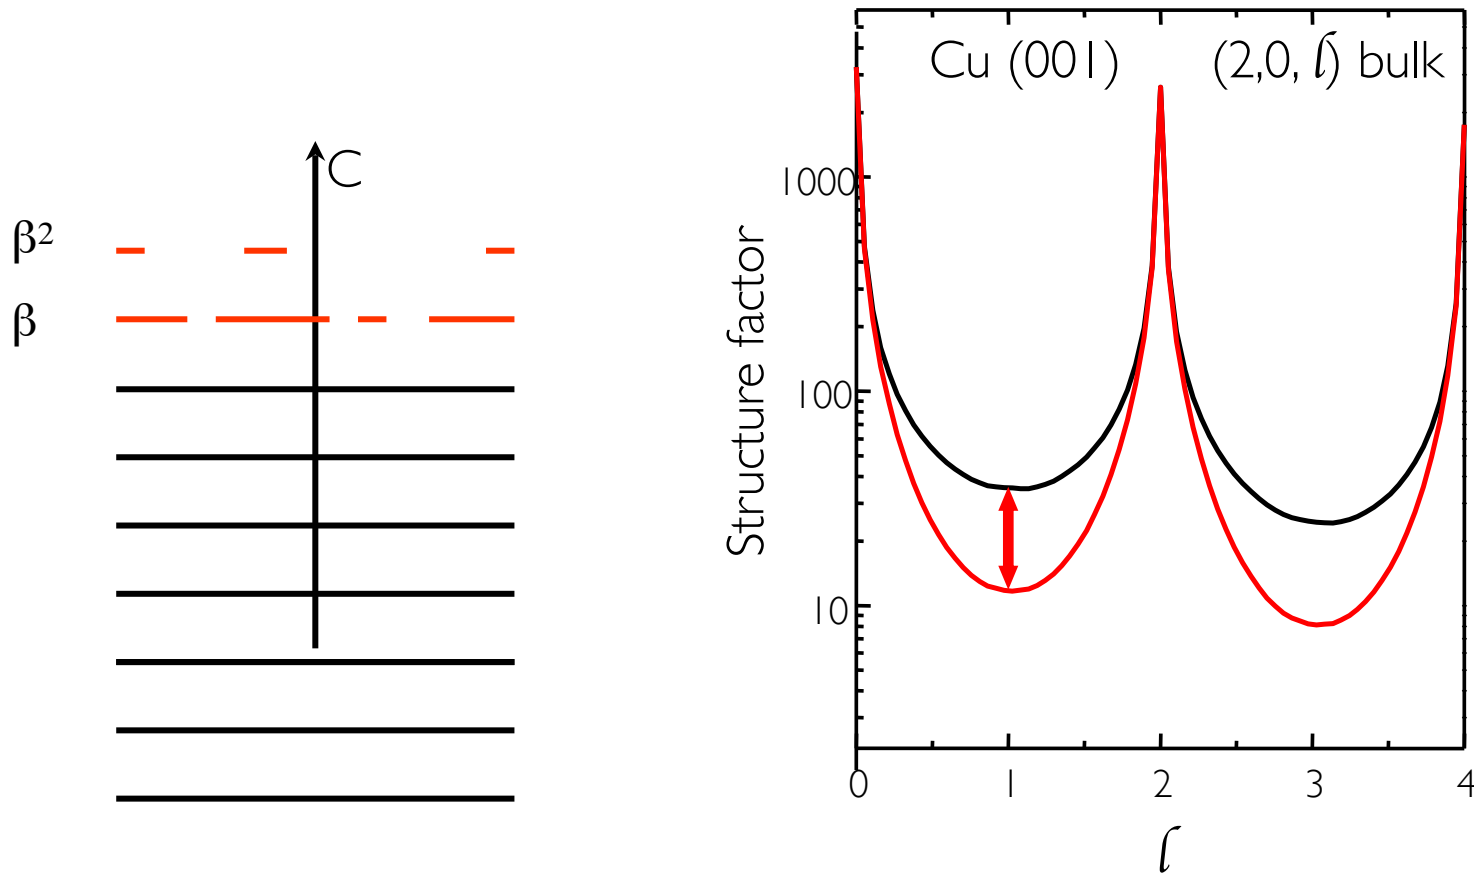 C
β²
β
Cu (001)
(2,0, l) bulk
Structure factor
1000
100
10
0
1
2
3
4
l